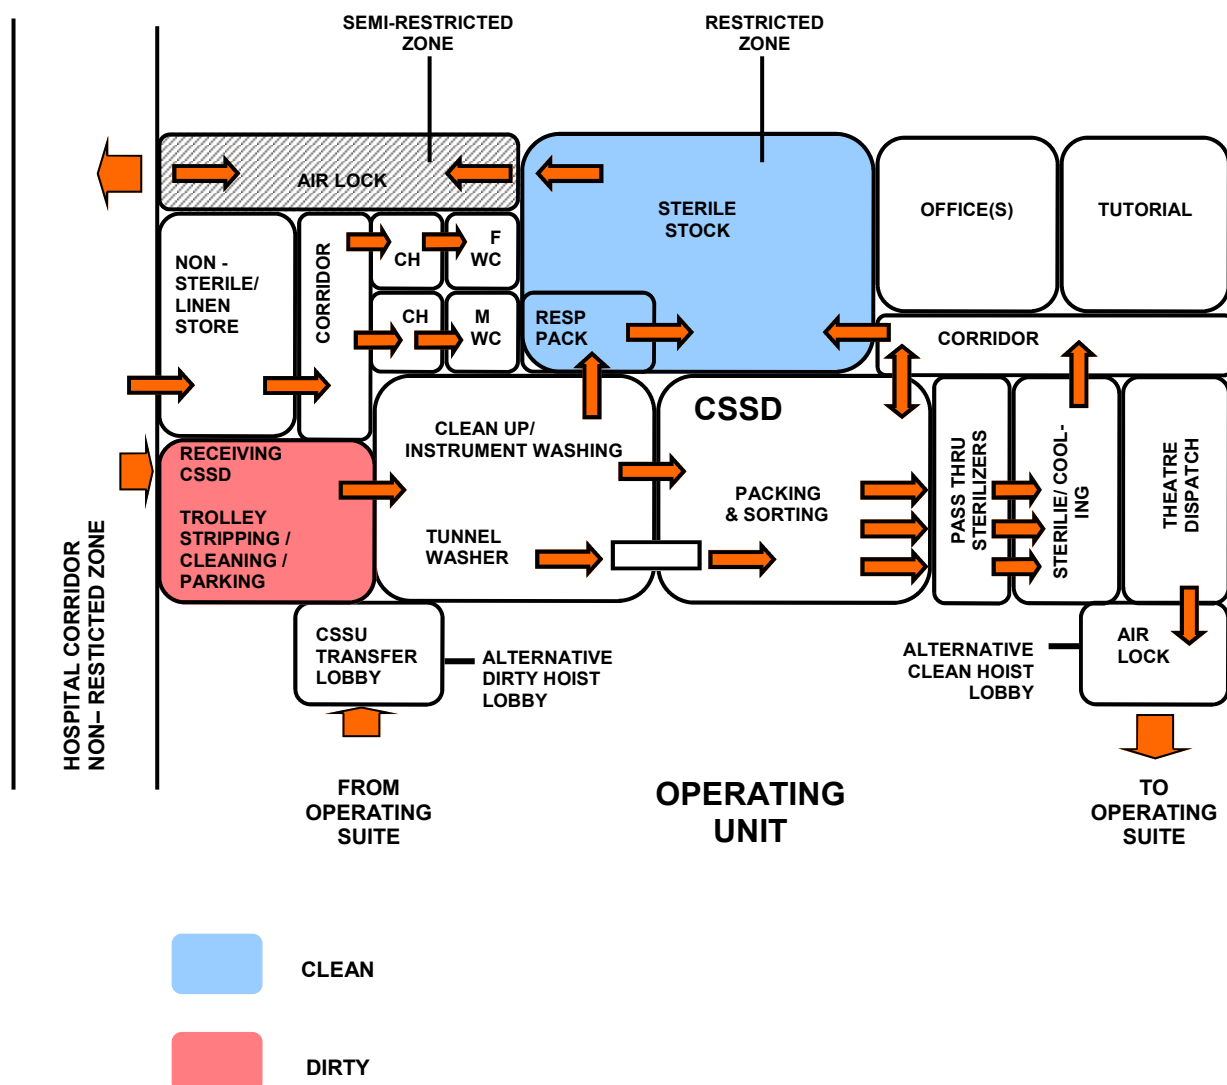 SEMI-RESTRICTED
ZONE
RESTRICTED
ZONE
AIR LOCK
STERILE
STOCK
OFFICE(S)
TUTORIAL
NON -
STERILE/
LINEN
STORE
CORRIDOR
CH
F
WC
CH
M
WC
RESP
PACK
CORRIDOR
CSSD
CLEAN UP/
INSTRUMENT WASHING
TUNNEL
WASHER
PACKING
& SORTING
PASS THRU
STERILIZERS
STERILIE/ COOL-
ING
THEATRE
DISPATCH
RECEIVING
CSSD
TROLLEY
STRIPPING /
CLEANING /
PARKING
HOSPITAL CORRIDOR
NON– RESTICTED ZONE
CSSU
TRANSFER
LOBBY
ALTERNATIVE
DIRTY HOIST
LOBBY
ALTERNATIVE
CLEAN HOIST
LOBBY
AIR
LOCK
FROM
OPERATING
SUITE
OPERATING
UNIT
TO
OPERATING
SUITE
CLEAN
DIRTY